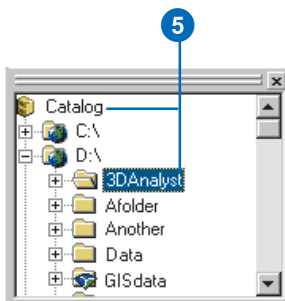 5
Catalog
C:\
D:\
3DAnalyst
Afolder
Another
Data
GISdata